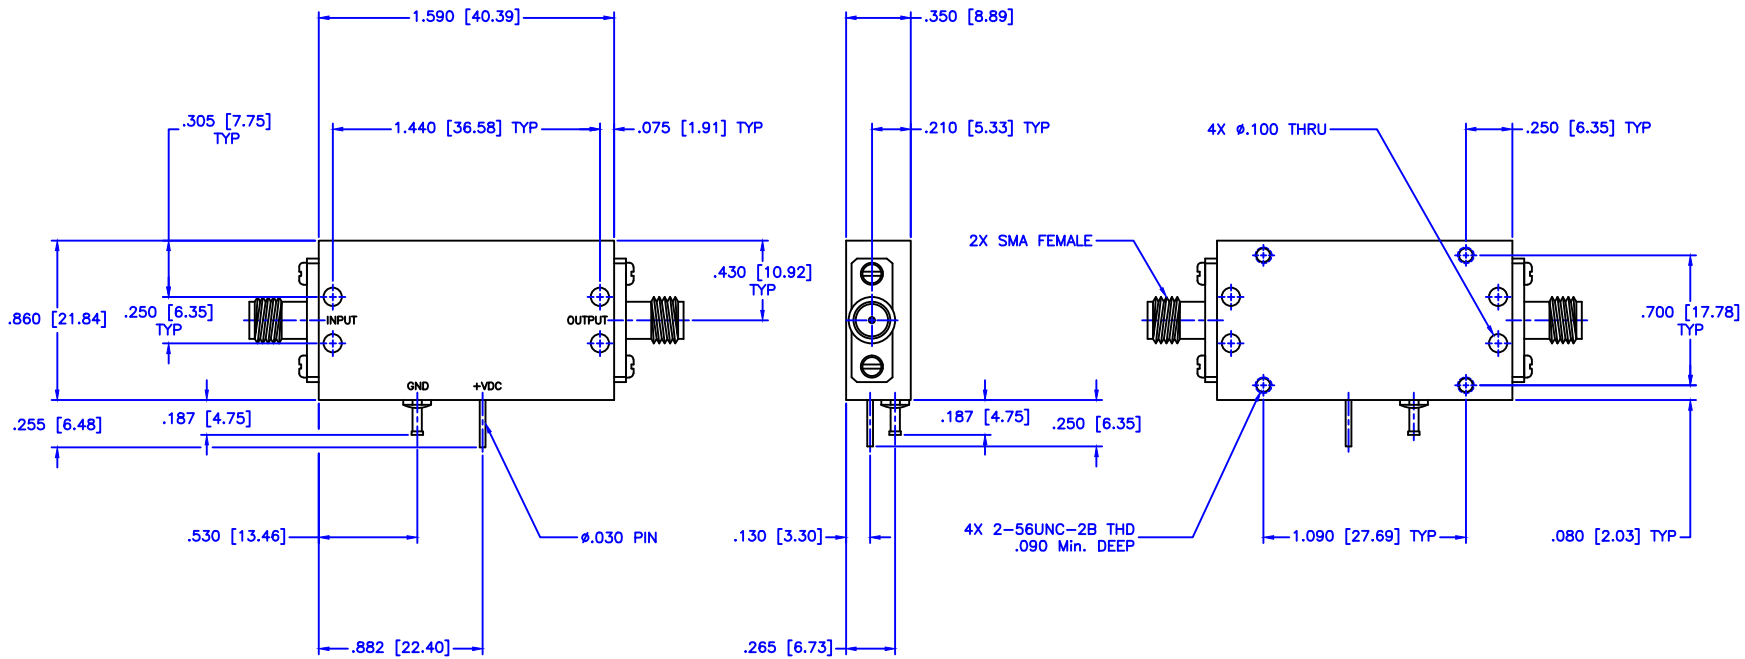 1.590 [40.39]
.350 [8.89]
.305 [7.75]
TYP
1.440 [36.58] TYP
.075 [1.91] TYP
.210 [5.33] TYP
4X ø.100 THRU
.250 [6.35] TYP
2X SMA FEMALE
.430 [10.92]
TYP
.860 [21.84]
.250 [6.35]
TYP
INPUT
OUTPUT
.700 [17.78]
TYP
GND
+VDC
.255 [6.48]
.187 [4.75]
.187 [4.75]
.250 [6.35]
.530 [13.46]
ø.030 PIN
.130 [3.30]
4X 2-56UNC-2B THD
.090 Min. DEEP
1.090 [27.69] TYP
.080 [2.03] TYP
.882 [22.40]
.265 [6.73]